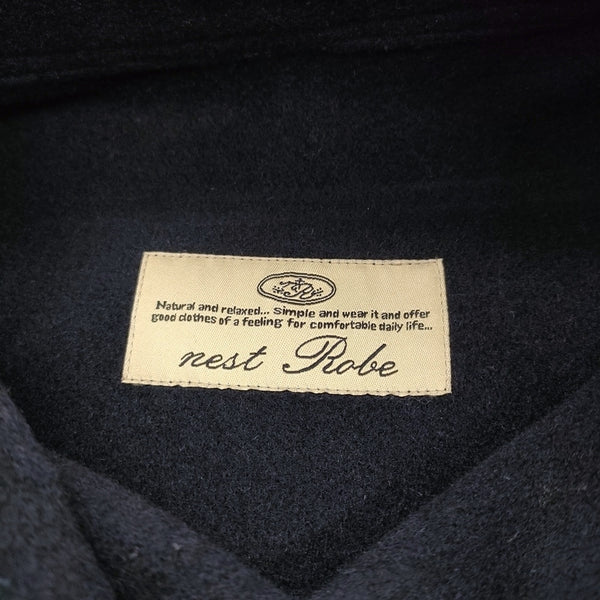 Natural and relaxed... Simple and wear it and offer
good clothes of a feeling for comfortable daily life...
nest Robe